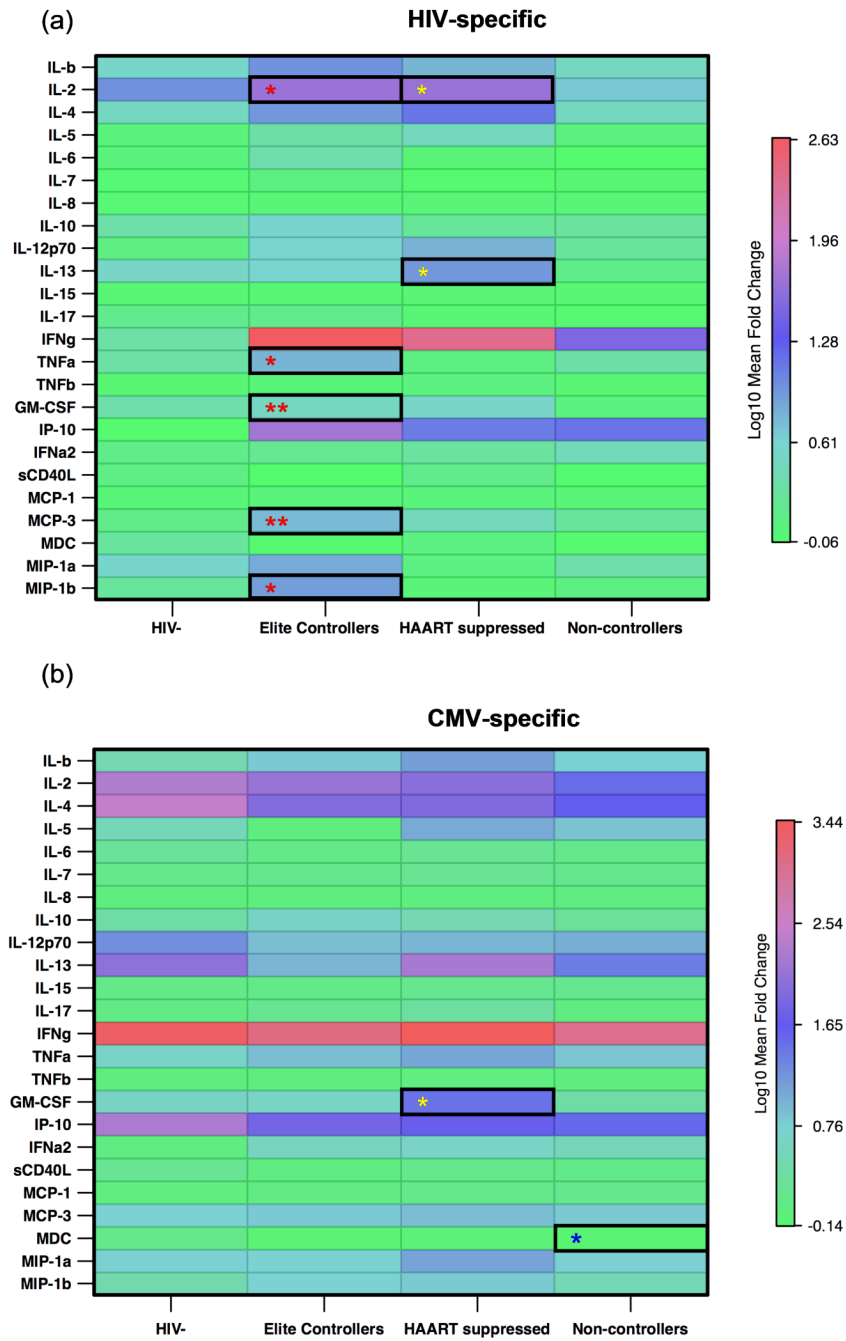 (a)
HIV-specific
IL-b
IL-2
* *
IL-4
IL-5
IL-6
IL-7
IL-8
IL-10
IL-12p70
IL-13
*
IL-15
IL-17
IFNg
TNFa
*
TNFb
GM-CSF
**
IP-10
IFNa2
sCD40L
MCP-1
MCP-3
**
MDC
MIP-1a
MIP-1b
*
HIV- Elite Controllers HAART suppressed Non-controllers
2.63
1.96
1.28
0.61
-0.06
Log10 Mean Fold Change
(b)
CMV-specific
IL-b
IL-2
IL-4
IL-5
IL-6
IL-7
IL-8
IL-10
IL-12p70
IL-13
IL-15
IL-17
IFNg
TNFa
TNFb
GM-CSF
*
IP-10
IFNa2
sCD40L
MCP-1
MCP-3
MDC
*
MIP-1a
MIP-1b
HIV- Elite Controllers HAART suppressed Non-controllers
3.44
2.54
1.65
0.76
-0.14
Log10 Mean Fold Change